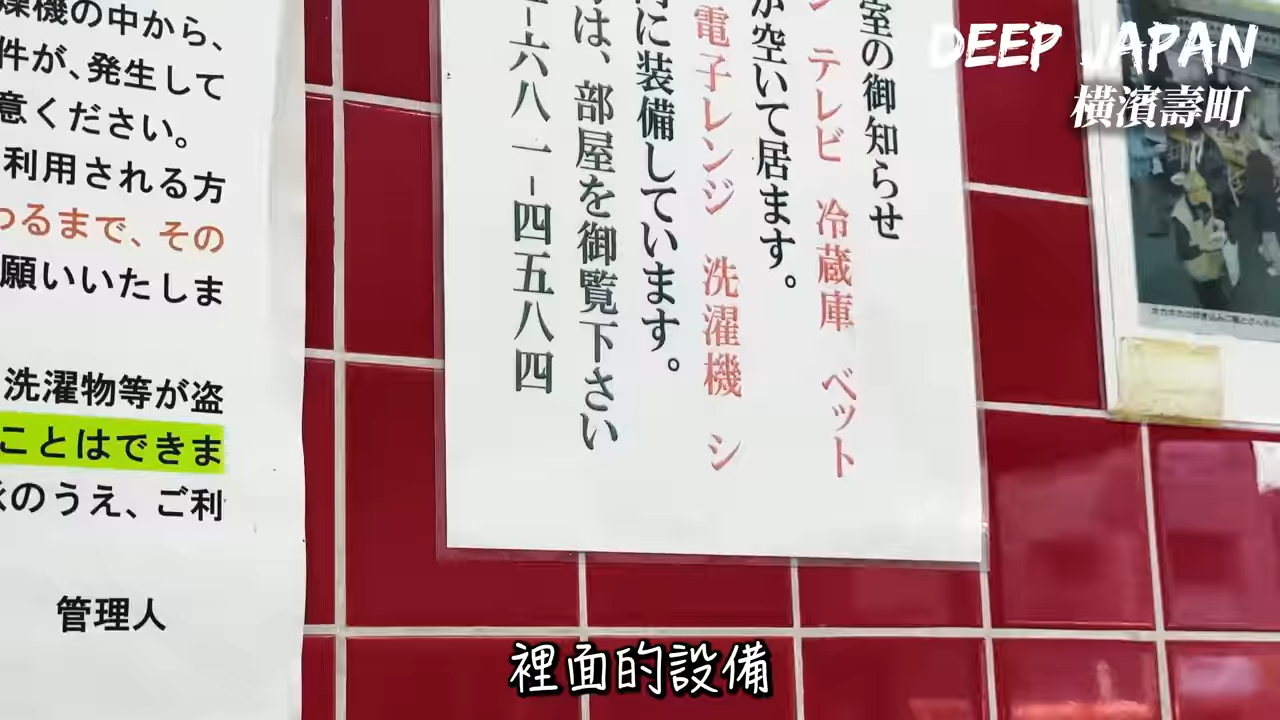 DEEP JAPAN
橫濱壽町
燥機の中から、
件が、発生して
意ください。
利用される方
わるまで、その
願いいたしま
洗濯物等が盗
ことはできま
のうえ、ご利
管理人
室の御知らせ
ン テレビ 冷蔵庫 ベット
が空いて居ます。
電子レンジ 洗濯機 シ
に装備しています。
は、部屋を御覧下さい
六八一-四五八四
裡面的設備